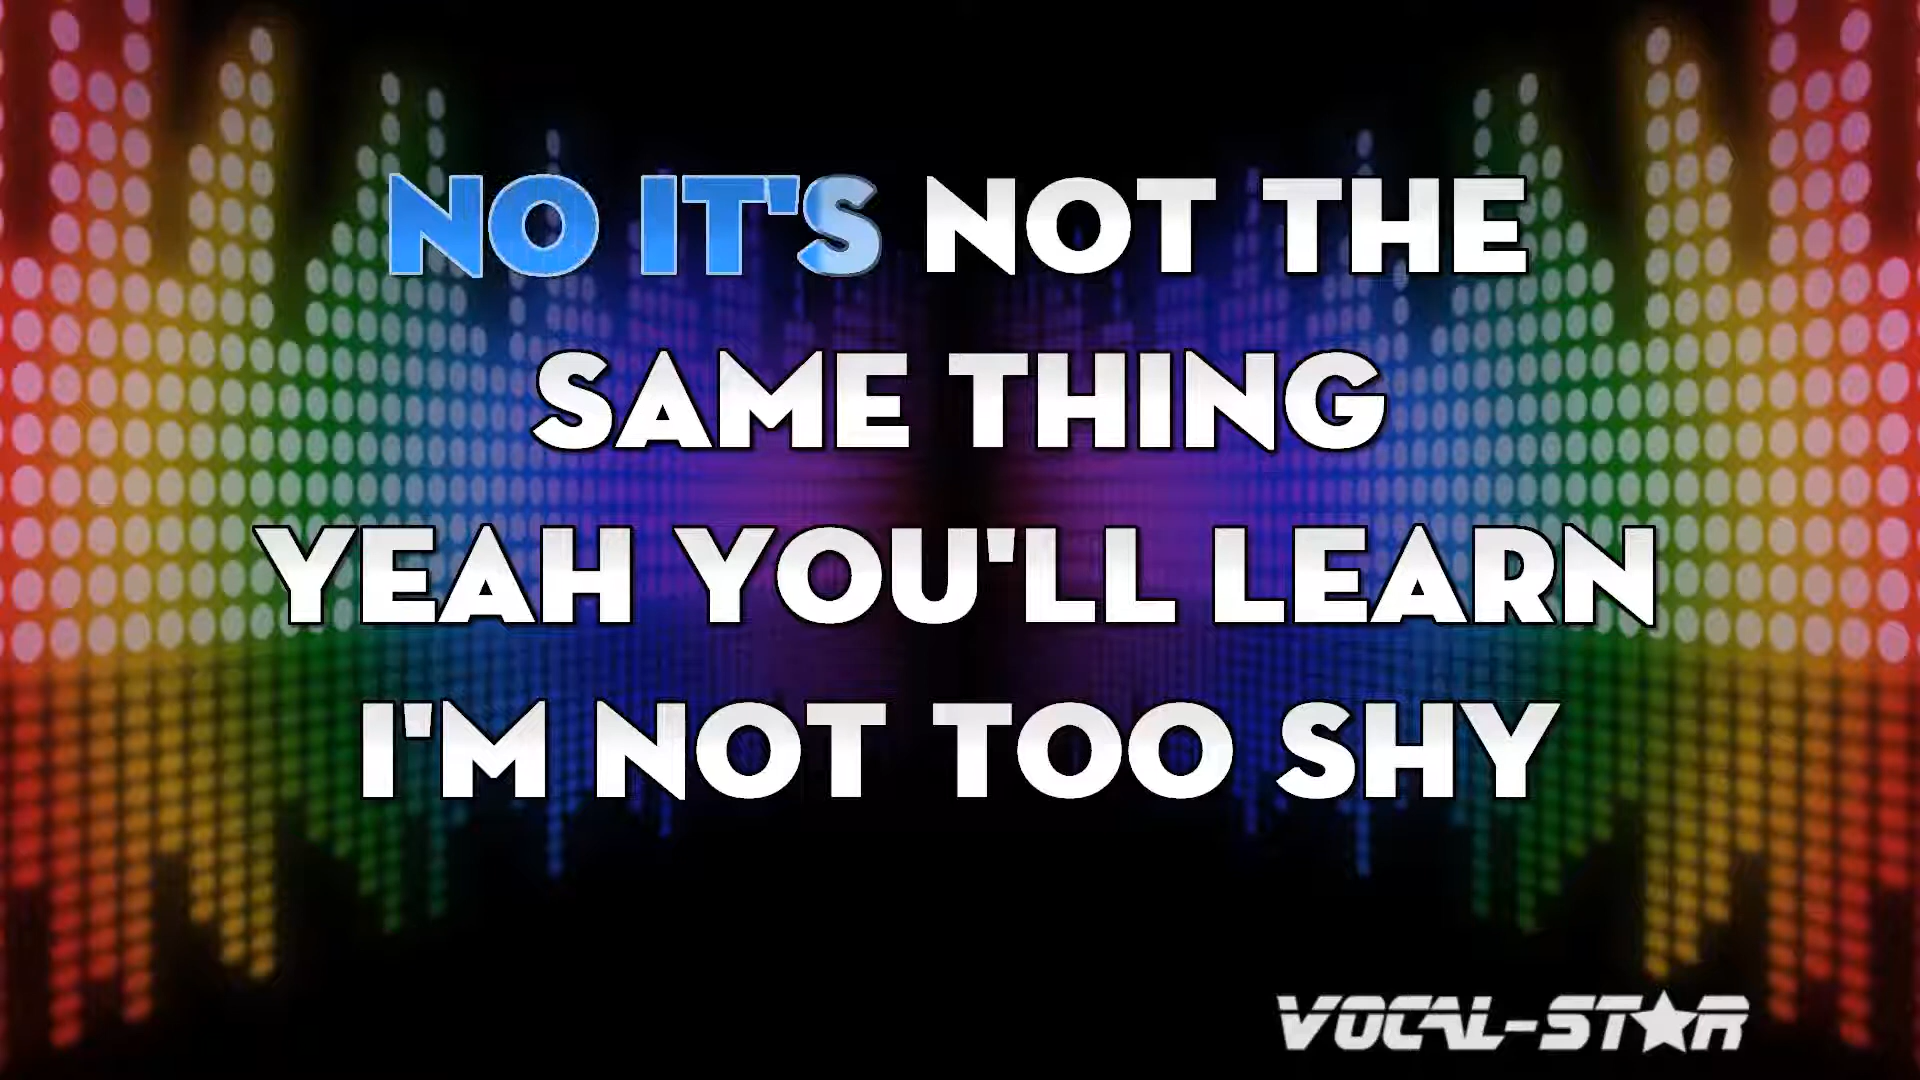 NO IT'S NOT THE
SAME THING
YEAH YOU'LL LEARN
I'M NOT TOO SHY
VOCAL-STAR